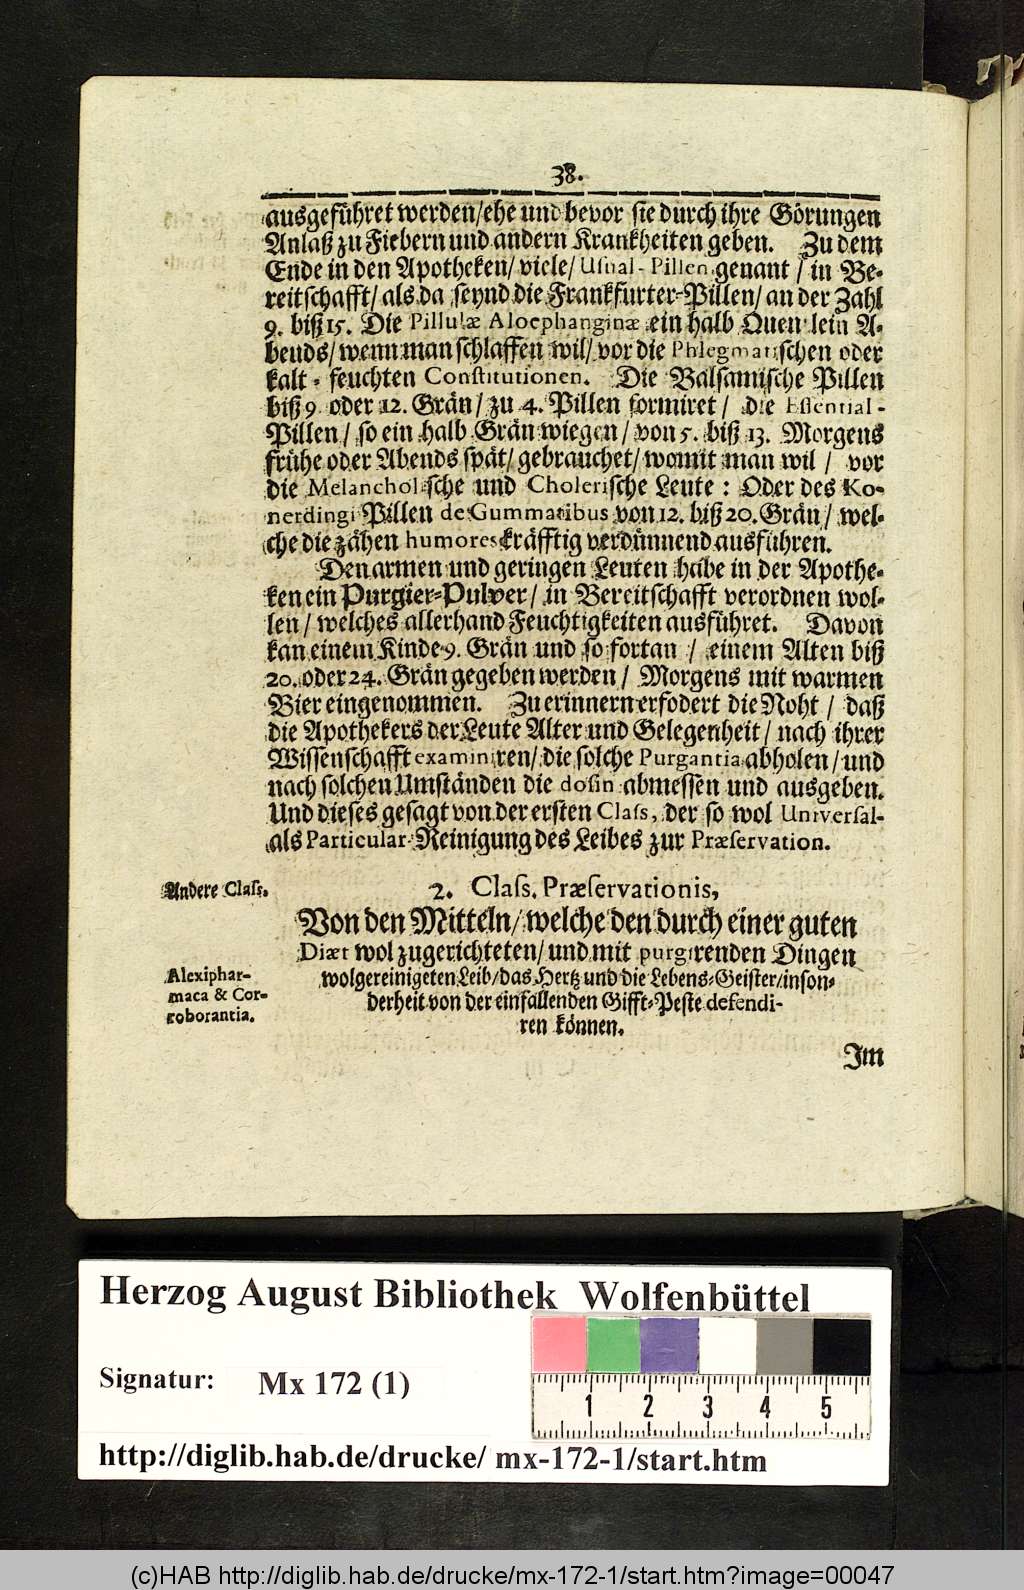 38.
ausgeführet werden/ ehe und bevor sie durch ihre Görungen
Anlaß zu Fiebern und andern Kranckheiten geben. Zu dem
Ende in den Apotheken/ viele/ Usual-Pillen genant/ in Be-
reitschafft/ als da seynd die Franckfurter-Pillen/ an der Zahl
9. biß 15. Die Pillulæ Aloephanginæ ein halb Quentlein A-
bends/ wenn man schlaffen wil/ vor die Phlegmatischen oder
kalt-feuchten Constitutionen. Die Balsamische Pillen
biß 9. oder 12. Grän/ zu 4. Pillen formiret/ die Essential-
Pillen/ so ein halb Grän wiegen/ von 5. biß 13. Morgens
frühe oder Abends spät/ gebrauchet/ womit man wil/ vor
die Melancholische und Cholerische Leute: Oder des Ko-
nerdingi Pillen de Gummatibus von 12. biß 20. Grän/ wel-
che die zähen humores kräfftig verdünnend ausführen.
Den armen und geringen Leuten habe in der Apothe-
ken ein Purgier-Pulver/ in Bereitschafft verordnen wol-
len/ welches allerhand Feuchtigkeiten ausführet. Davon
kan einem Kinde 9. Grän und so fortan/ einem Alten biß
20. oder 24. Grän gegeben werden/ Morgens mit warmen
Bier eingenommen. Zu erinnern erfodert die Noht/ daß
die Apothekers der Leute Alter und Gelegenheit/ nach ihrer
Wissenschafft examiniren/ die solche Purgantia abholen/ und
nach solchen Umständen die dosin abmessen und ausgeben.
Und dieses gesagt von der ersten Class, der so wol Universal-
als Particular-Reinigung des Leibes zur Præservation.
Andere Class.
2. Class. Præservationis,
Von den Mitteln/ welche den durch einer guten
Diæt wol zugerichteten/ und mit purgirenden Dingen
wolgereinigeten Leib/ das Hertz und die Lebens-Geister/ inson-
derheit von der einfallenden Gifft-Peste defendi-
ren können.
Alexiphar-
maca & Cor-
roborantia.
Im
Herzog August Bibliothek Wolfenbüttel
Signatur: Mx 172 (1)
1 2 3 4 5
http://diglib.hab.de/drucke/ mx-172-1/start.htm
(c)HAB http://diglib.hab.de/drucke/mx-172-1/start.htm?image=00047